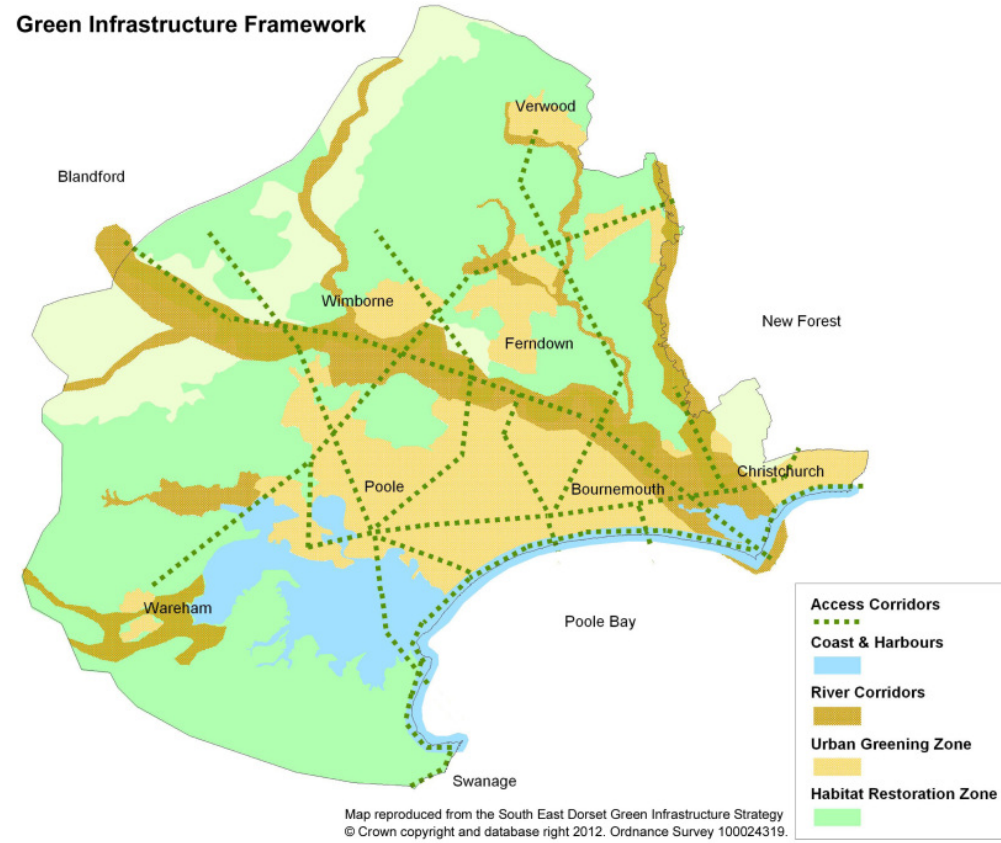 Green Infrastructure Framework
Verwood
Blandford
Wimborne
New Forest
Ferndown
Christchurch
Poole
Bournemouth
Wareham
Poole Bay
Swanage
Access Corridors
Coast & Harbours
River Corridors
Urban Greening Zone
Habitat Restoration Zone
Map reproduced from the South East Dorset Green Infrastructure Strategy
© Crown copyright and database right 2012. Ordnance Survey 100024319.